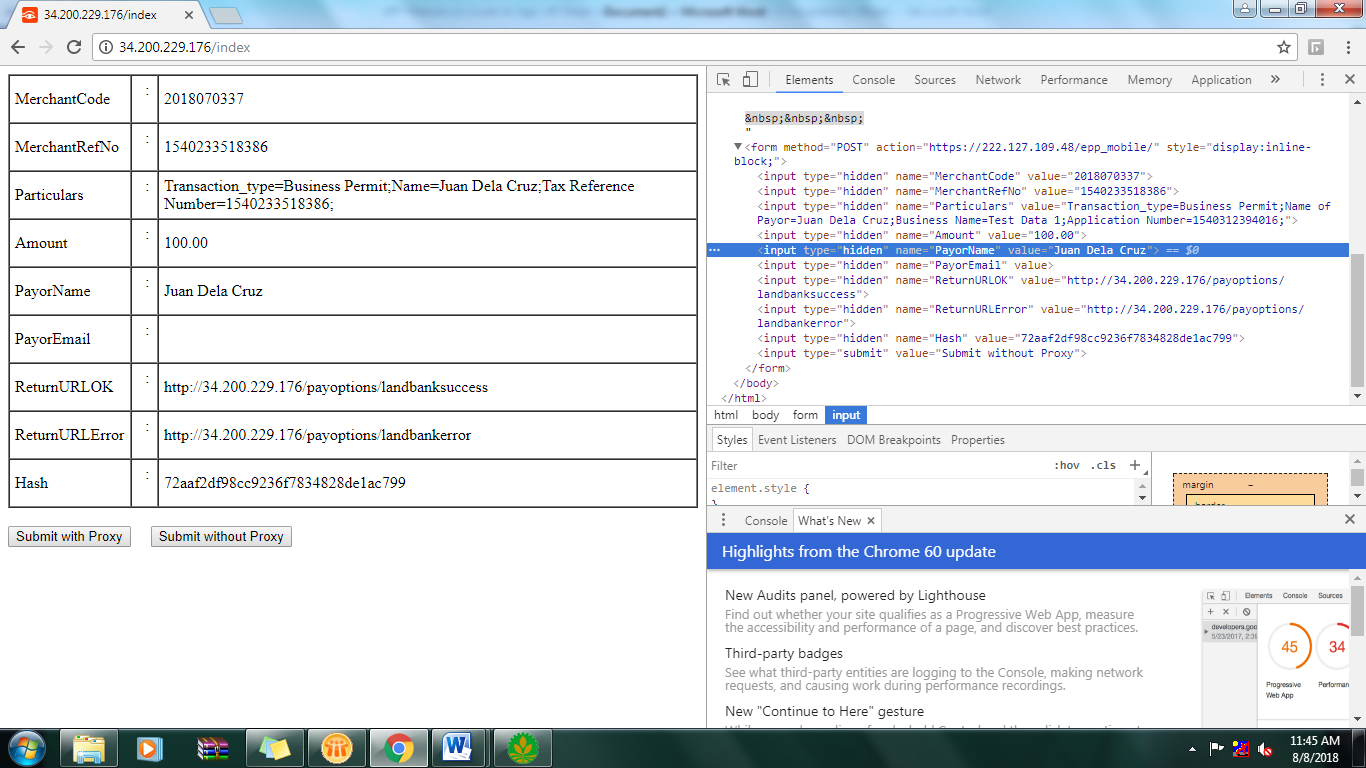 34.200.229.176/index
34.200.229.176/index
MerchantCode : 2018070337
MerchantRefNo : 1540233518386
Particulars : Transaction_type=Business Permit;Name=Juan Dela Cruz;Tax Reference
Number=1540233518386;
Amount : 100.00
PayorName : Juan Dela Cruz
PayorEmail :
ReturnURLOK : http://34.200.229.176/payoptions/landbanksuccess
ReturnURLError : http://34.200.229.176/payoptions/landbankerror
Hash : 72aaf2df98cc9236f7834828de1ac799
Submit with Proxy Submit without Proxy
Elements Console Sources Network Performance Memory Application »
&nbsp;&nbsp;&nbsp;
"
▼<form method="POST" action="https://222.127.109.48/epp_mobile/" style="display:inline-
block;">
<input type="hidden" name="MerchantCode" value="2018070337">
<input type="hidden" name="MerchantRefNo" value="1540233518386">
<input type="hidden" name="Particulars" value="Transaction_type=Business Permit;Name of
Payor=Juan Dela Cruz;Business Name=Test Data 1;Application Number=1540312394016;">
<input type="hidden" name="Amount" value="100.00">
<input type="hidden" name="PayorName" value="Juan Dela Cruz"> == $0
<input type="hidden" name="PayorEmail" value>
<input type="hidden" name="ReturnURLOK" value="http://34.200.229.176/payoptions/
landbanksuccess">
<input type="hidden" name="ReturnURLError" value="http://34.200.229.176/payoptions/
landbankerror">
<input type="hidden" name="Hash" value="72aaf2df98cc9236f7834828de1ac799">
<input type="submit" value="Submit without Proxy">
</form>
</body>
</html>
html body form input
Styles Event Listeners DOM Breakpoints Properties
Filter :hov .cls +
element.style {
}
margin –
border
Console What's New ×
Highlights from the Chrome 60 update
New Audits panel, powered by Lighthouse
Find out whether your site qualifies as a Progressive Web App, measure
the accessibility and performance of a page, and discover best practices.
Third-party badges
See what third-party entities are logging to the Console, making network
requests, and causing work during performance recordings.
New "Continue to Here" gesture
Elements Console Sources
developers.goo
5/23/2017, 2:36
45 34
Progressive
Web App
Performan
11:45 AM
8/8/2018